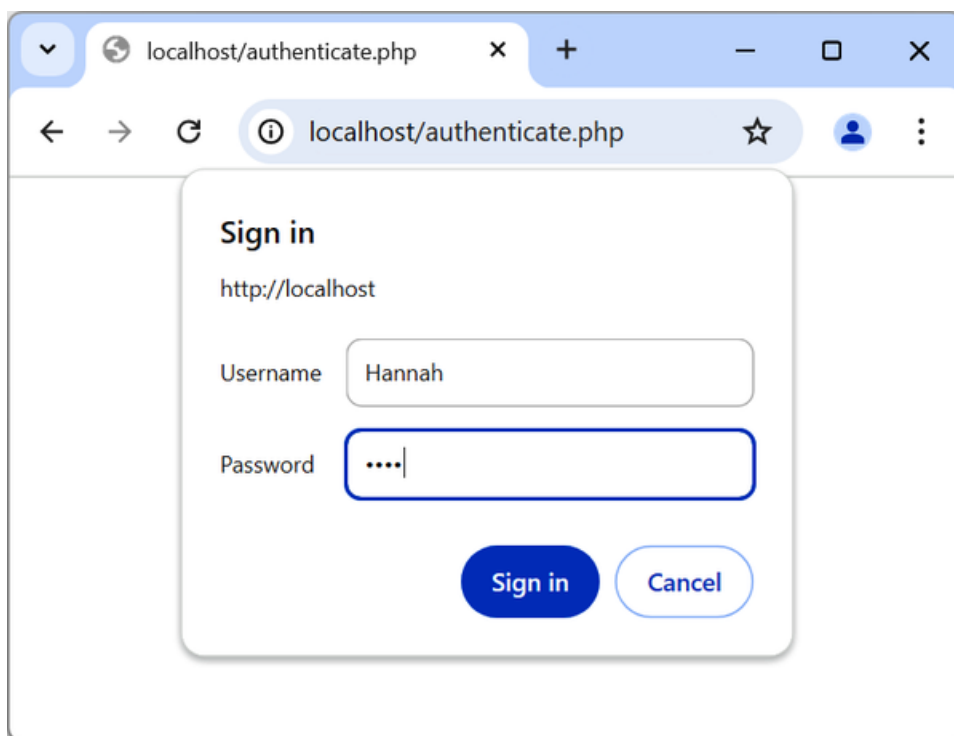 localhost/authenticate.php
localhost/authenticate.php
Sign in
http://localhost
Username Hannah
Password ••••
Sign in Cancel